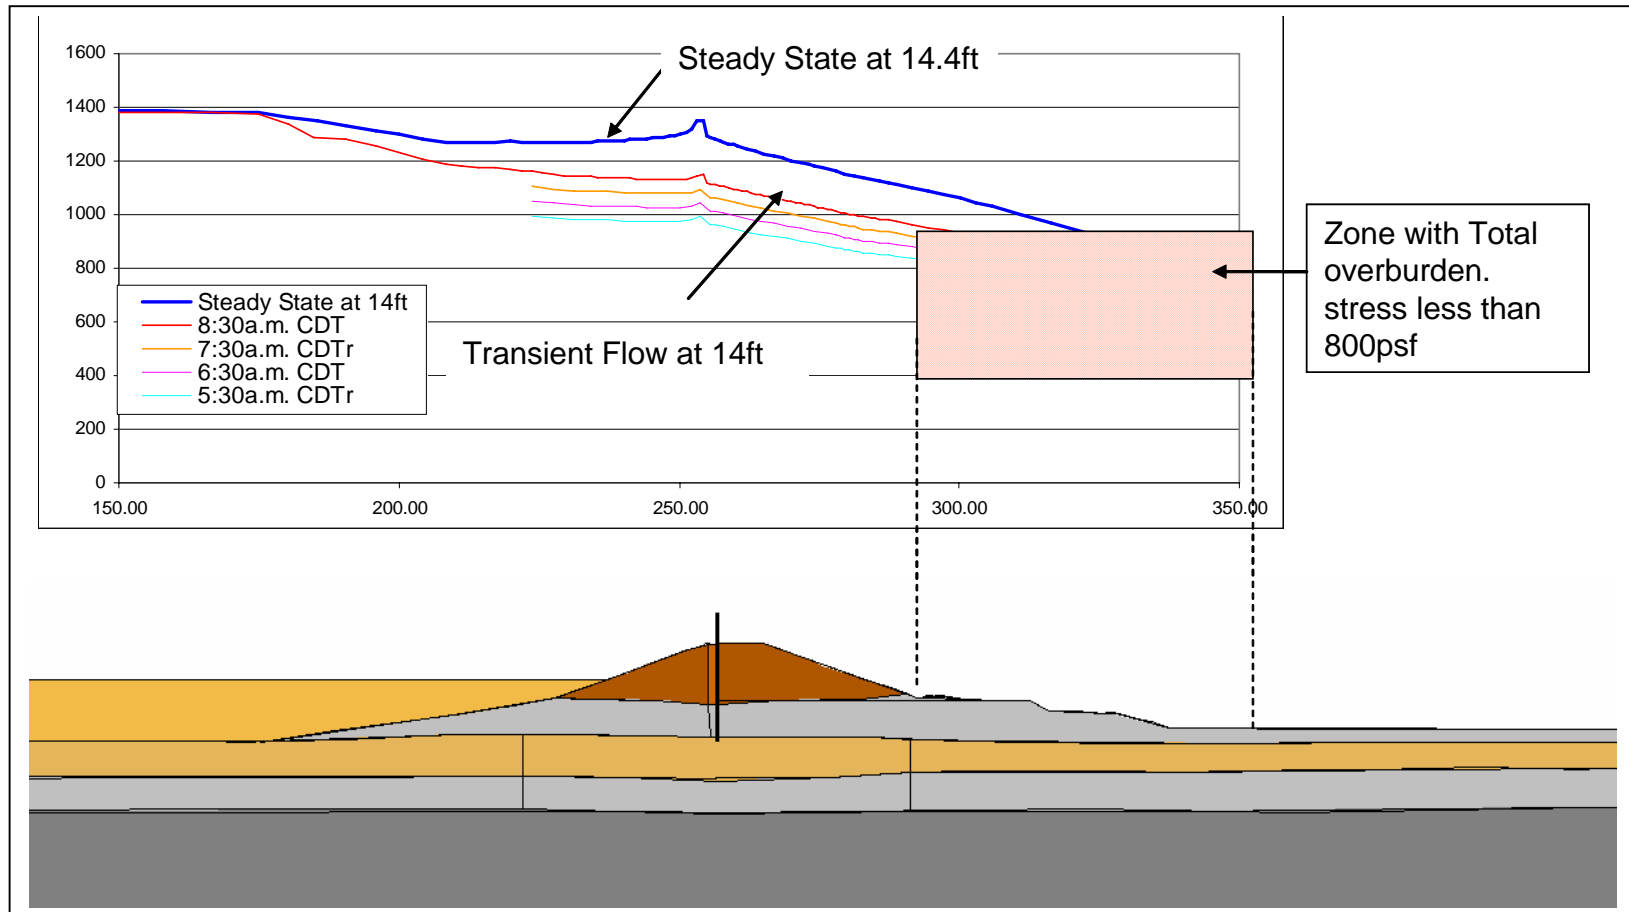 1600
1400
1200
1000
800
600
400
200
0
150.00
200.00
250.00
300.00
350.00
Steady State at 14.4ft
Transient Flow at 14ft
Steady State at 14ft
8:30a.m. CDT
7:30a.m. CDTr
6:30a.m. CDT
5:30a.m. CDTr
Zone with Total
overburden.
stress less than
800psf